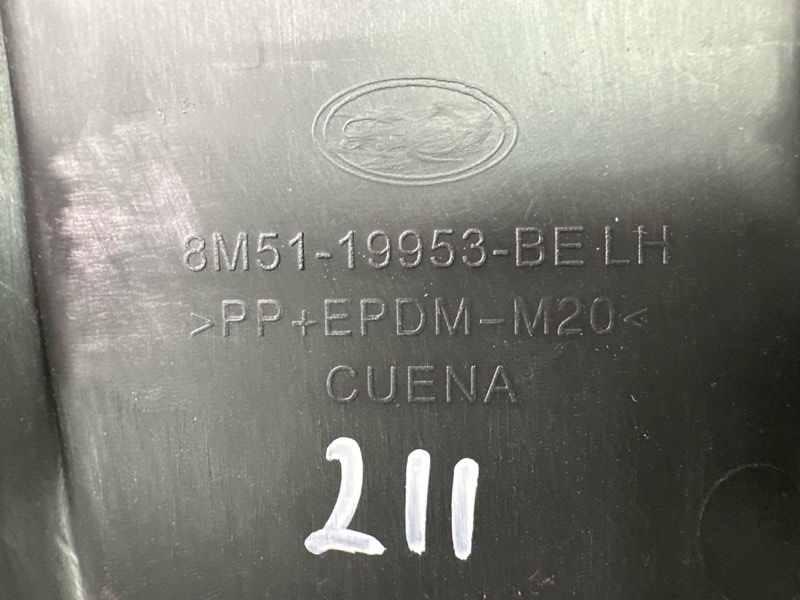 8M51-19953-BE LH
>PP+EPDM-M20<
CUENA
211